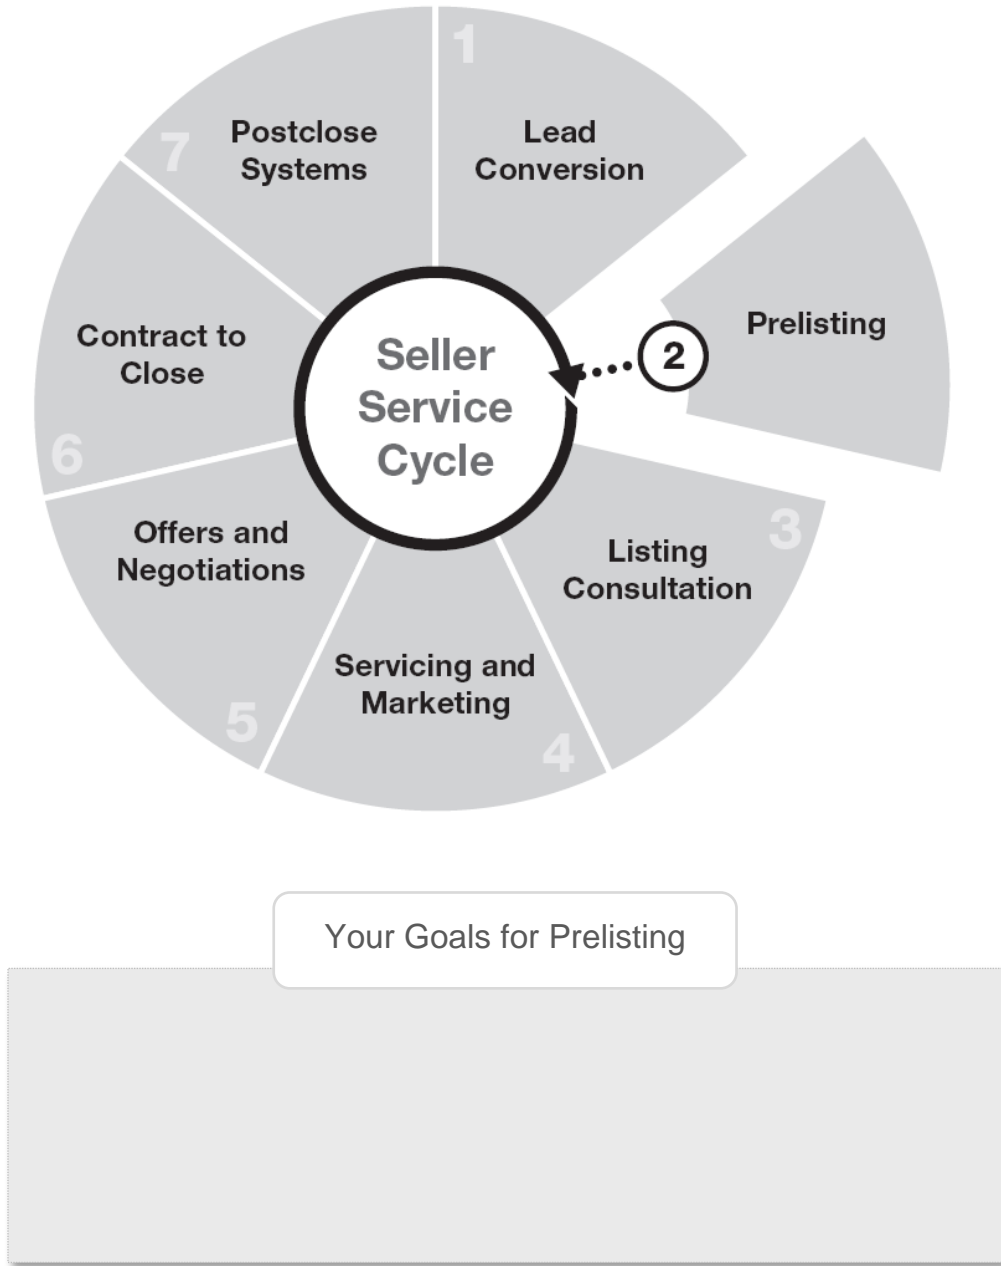 1
Lead
Conversion
Prelisting
2
3
Listing
Consultation
Servicing and
Marketing
4
Offers and
Negotiations
5
Contract to
Close
6
7
Postclose
Systems
Seller
Service
Cycle
Your Goals for Prelisting